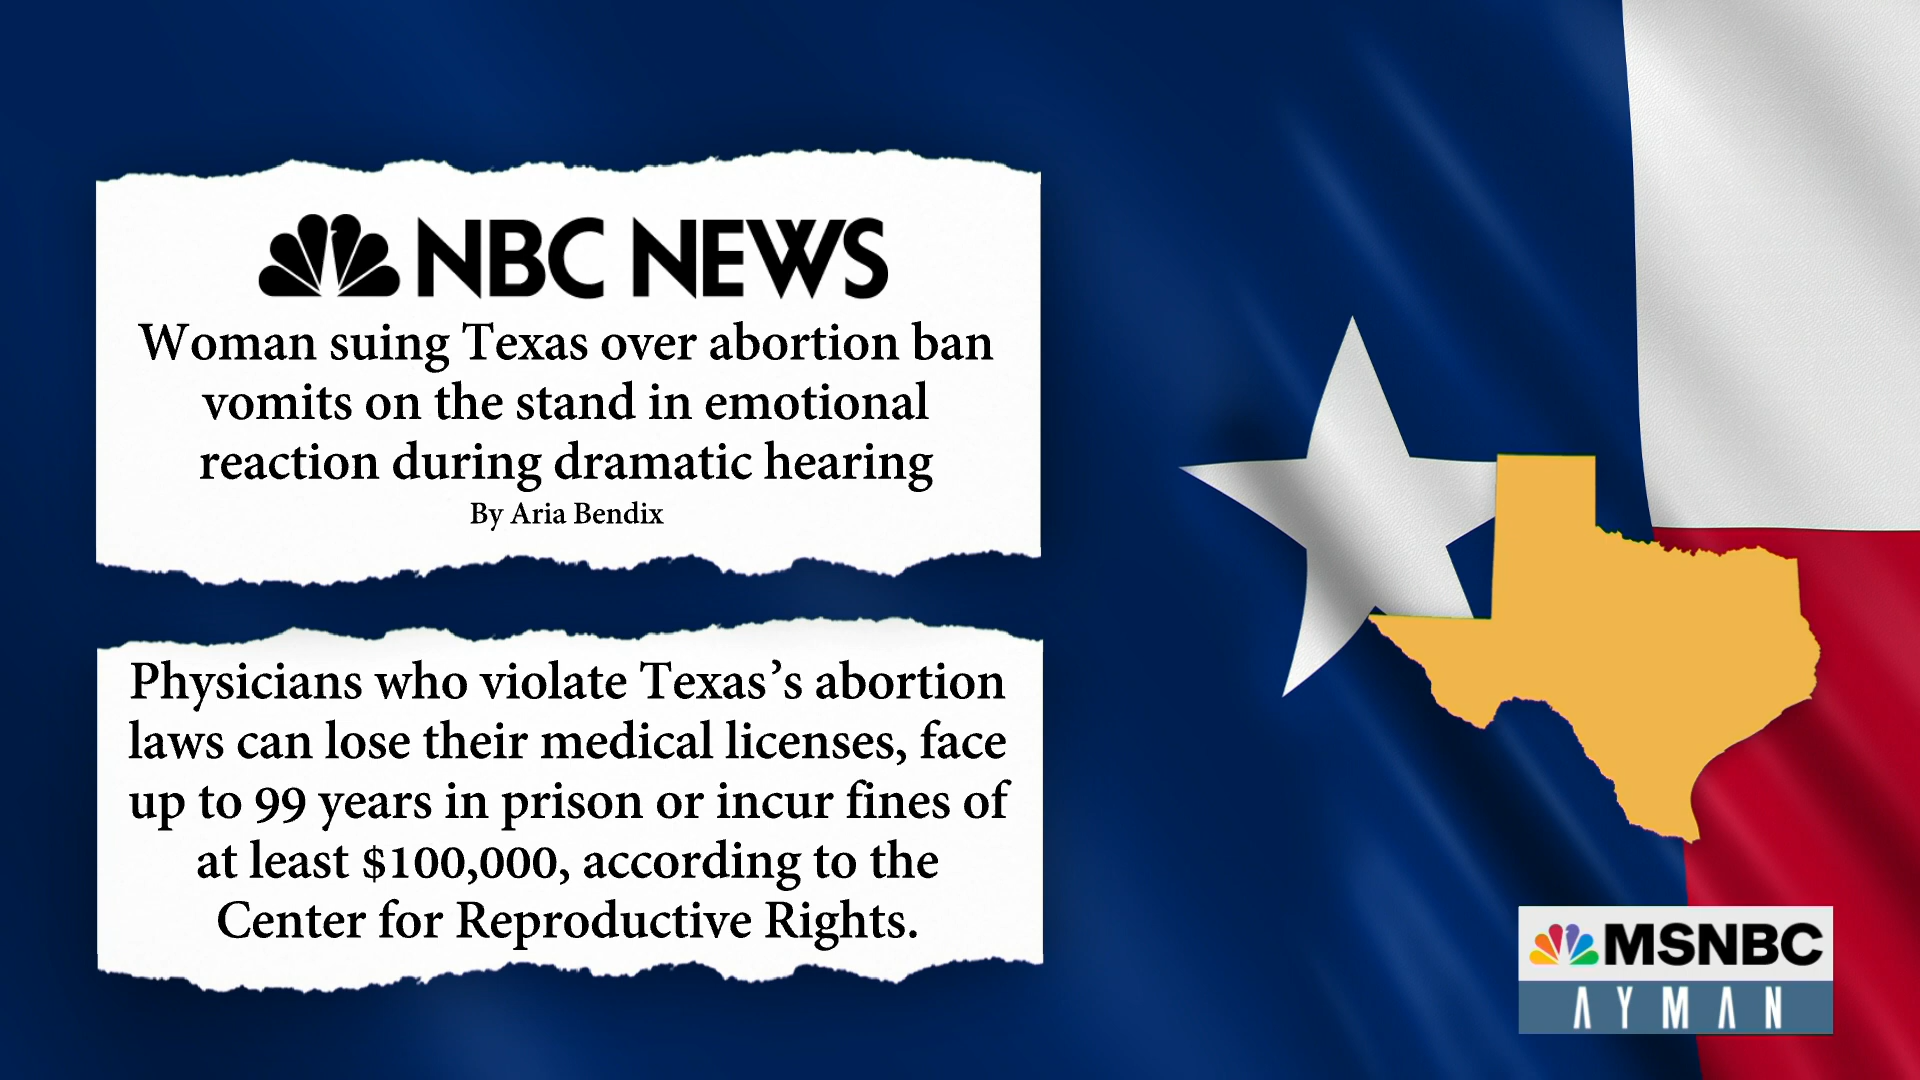 NBC NEWS
Woman suing Texas over abortion ban
vomits on the stand in emotional
reaction during dramatic hearing
By Aria Bendix
Physicians who violate Texas’s abortion
laws can lose their medical licenses, face
up to 99 years in prison or incur fines of
at least $100,000, according to the
Center for Reproductive Rights.
MSNBC
AYMAN